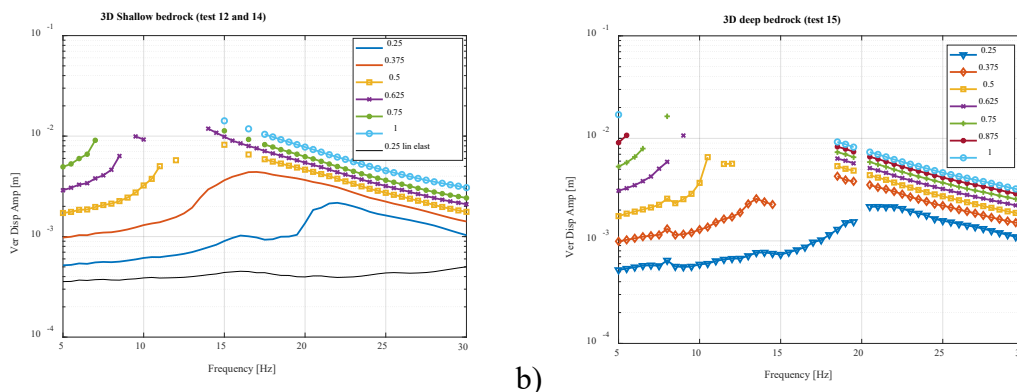 3D Shallow bedrock (test 12 and 14)
10 -1
10 -2
10 -3
10 -4
Ver Disp Amp [m]
5 10 15 20 25 30
Frequency [Hz]
0.25
0.375
0.5
0.625
0.75
1
0.25 lin elast
b)
3D deep bedrock (test 15)
10 -1
10 -2
10 -3
10 -4
Ver Disp Amp [m]
5 10 15 20 25 3
Frequency [Hz]
0.25
0.375
0.5
0.625
0.75
0.875
1